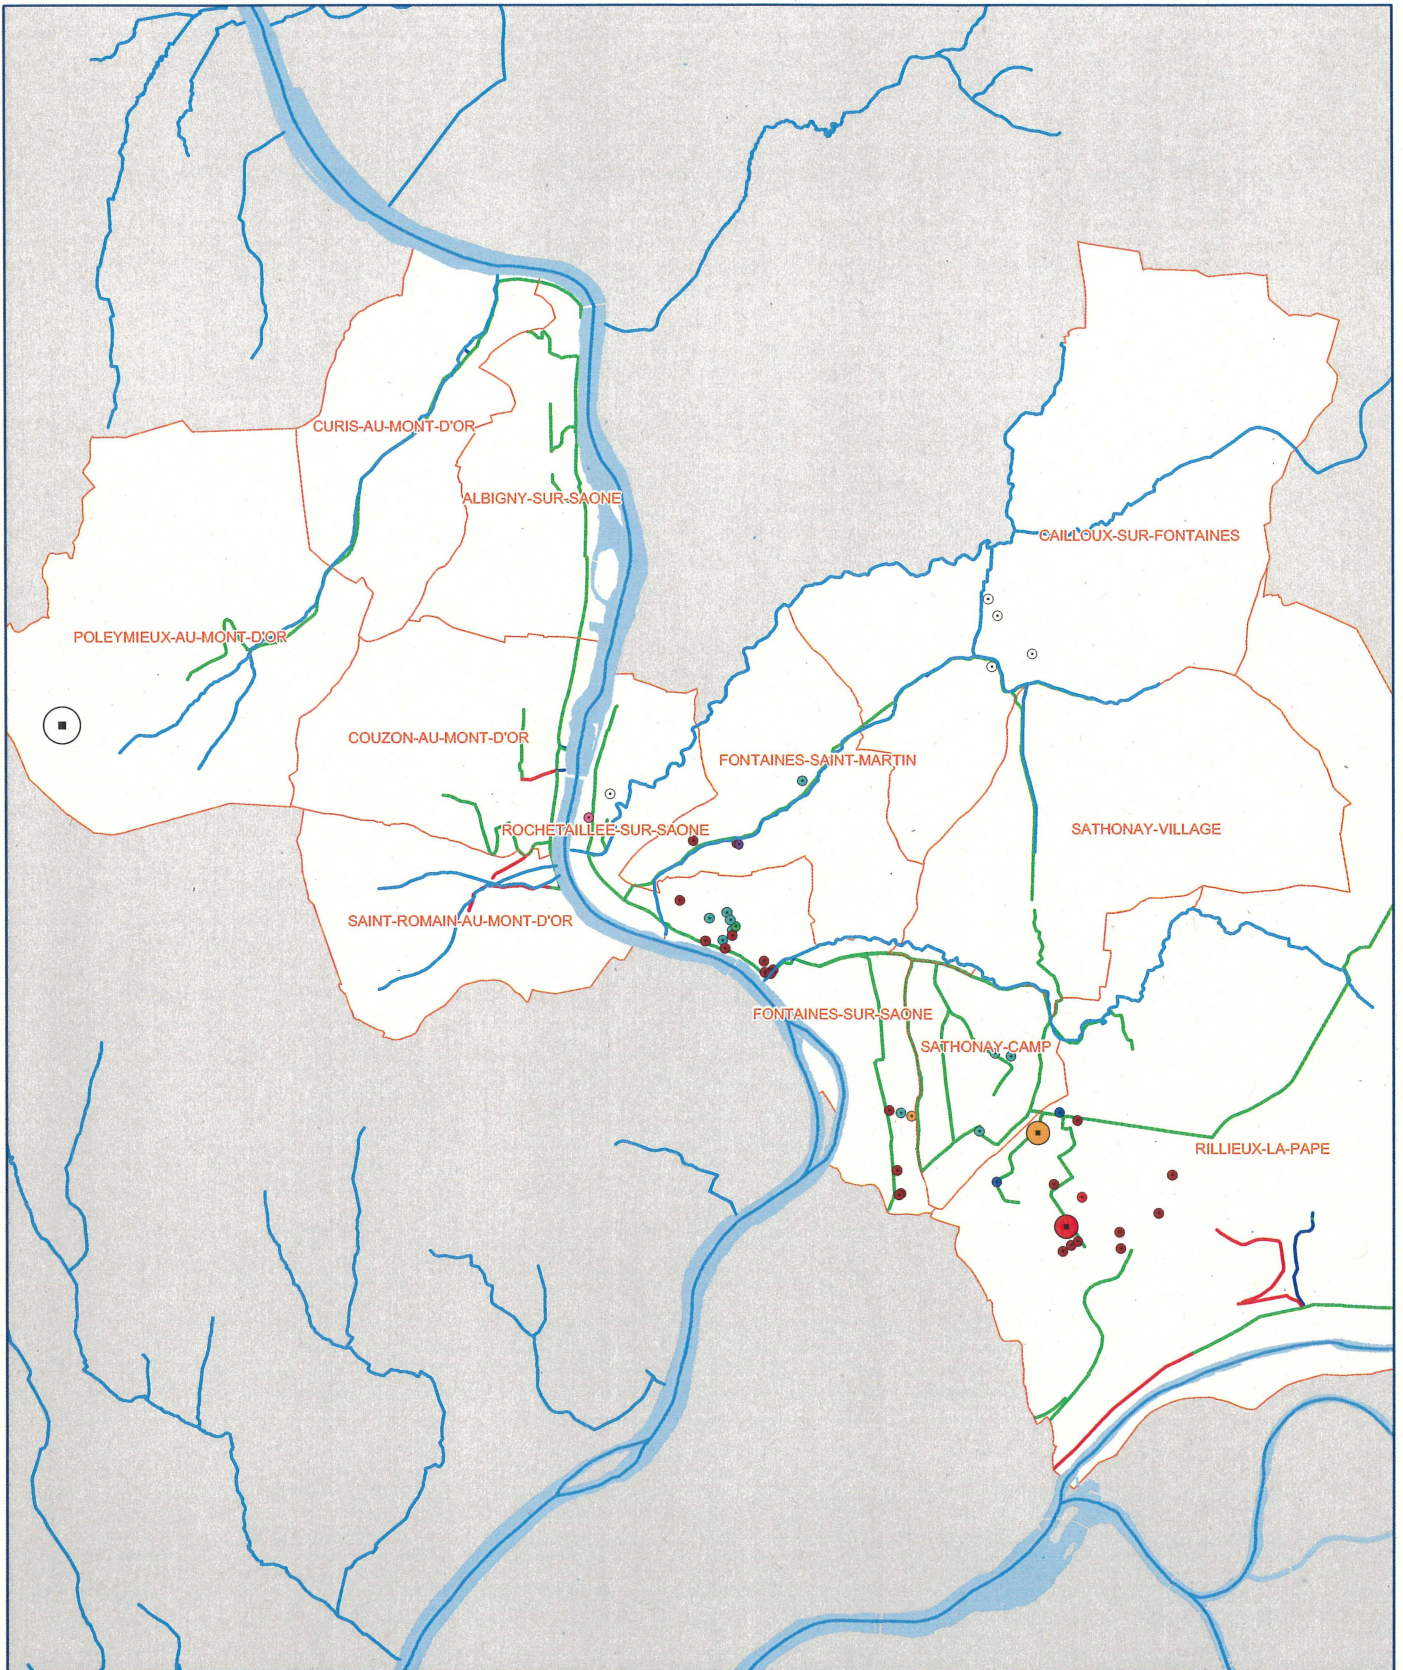 CURIS-AU-MONT-D'OR
ALBIGNY-SUR-SAONE
CAILLOUX-SUR-FONTAINES
POLEYMIEUX-AU-MONT-D'OR
COUZON-AU-MONT-D'OR
FONTAINES-SAINT-MARTIN
ROCHETAILLEE-SUR-SAONE
SATHONAY-VILLAGE
SAINT-ROMAIN-AU-MONT-D'OR
FONTAINES-SUR-SAONE
SATHONAY-CAMP
RILLIEUX-LA-PAPE